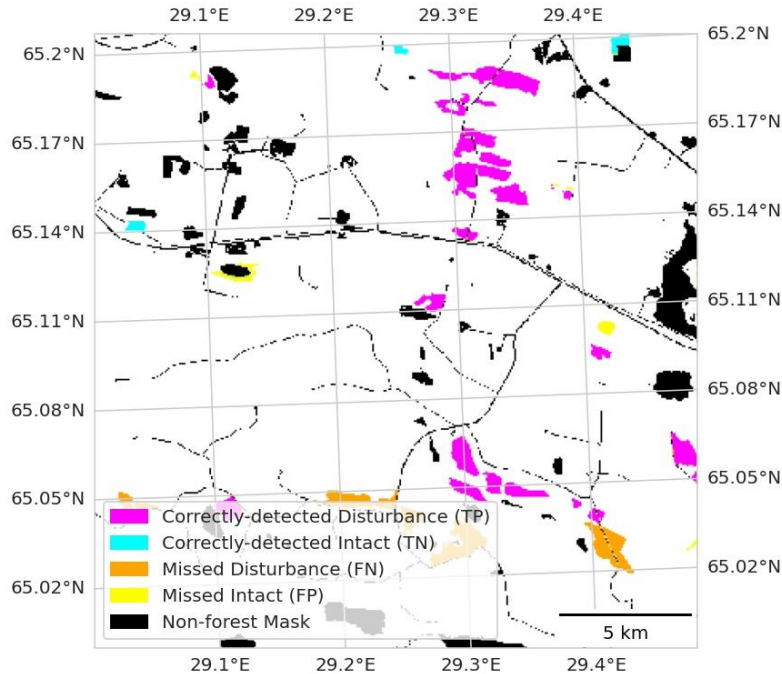 29.1°E 29.2°E 29.3°E 29.4°E
65.2°N 65.2°N
65.17°N 65.17°N
65.14°N 65.14°N
65.11°N 65.11°N
65.08°N 65.08°N
65.05°N 65.05°N
65.02°N 65.02°N
Correctly-detected Disturbance (TP)
Correctly-detected Intact (TN)
Missed Disturbance (FN)
Missed Intact (FP)
Non-forest Mask
5 km
29.1°E 29.2°E 29.3°E 29.4°E